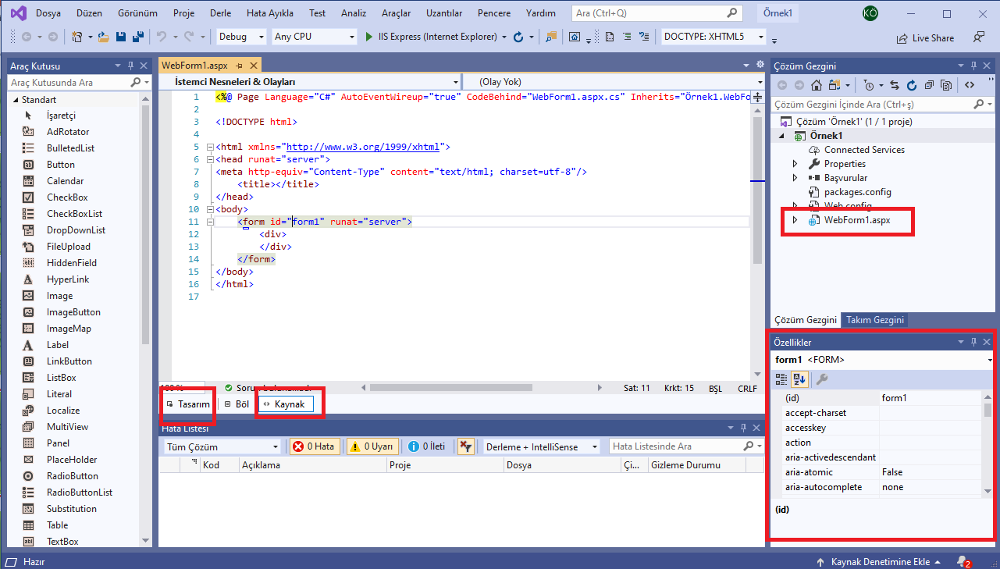 Dosya Düzen Görünüm Proje Derle Hata Ayıkla Test Analiz Araçlar Uzantılar Pencere Yardım Ara (Ctrl+Q) Örnek1 KÖ
Debug Any CPU IIS Express (Internet Explorer) DOCTYPE: XHTML5 Live Share
Araç Kutusu
Araç Kutusunda Ara
Standart
İşaretçi
AdRotator
BulletedList
Button
Calendar
CheckBox
CheckBoxList
DropDownList
FileUpload
HiddenField
HyperLink
Image
ImageButton
ImageMap
Label
LinkButton
ListBox
Literal
Localize
MultiView
Panel
PlaceHolder
RadioButton
RadioButtonList
Substitution
Table
TextBox
WebForm1.aspx
İstemci Nesneleri & Olayları (Olay Yok)
1 <%@ Page Language="C#" AutoEventWireup="true" CodeBehind="WebForm1.aspx.cs" Inherits="Örnek1.WebFo
2
3 <!DOCTYPE html>
4
5 <html xmlns="http://www.w3.org/1999/xhtml">
6 <head runat="server">
7 <meta http-equiv="Content-Type" content="text/html; charset=utf-8"/>
8 <title></title>
9 </head>
10 <body>
11 <form id="form1" runat="server">
12 <div>
13 </div>
14 </form>
15 </body>
16 </html>
17
Sat: 11 Krkt: 15 BŞL CRLF
Tasarım Böl Kaynak
Hata Listesi
Tüm Çözüm 0 Hata 0 Uyarı 0 İleti Derleme + IntelliSense Hata Listesinde Ara
Kod Açıklama Proje Dosya Çi... Gizleme Durumu
Çözüm Gezgini
Çözüm Gezgini İçinde Ara (Ctrl+ş)
Çözüm 'Örnek1' (1 / 1 proje)
Örnek1
Connected Services
Properties
Başvurular
packages.config
Web.config
WebForm1.aspx
Çözüm Gezgini Takım Gezgini
Özellikler
form1 <FORM>
(id) form1
accept-charset
accesskey
action
aria-activedescendant
aria-atomic False
aria-autocomplete none
(id)
Hazır Kaynak Denetimine Ekle 2